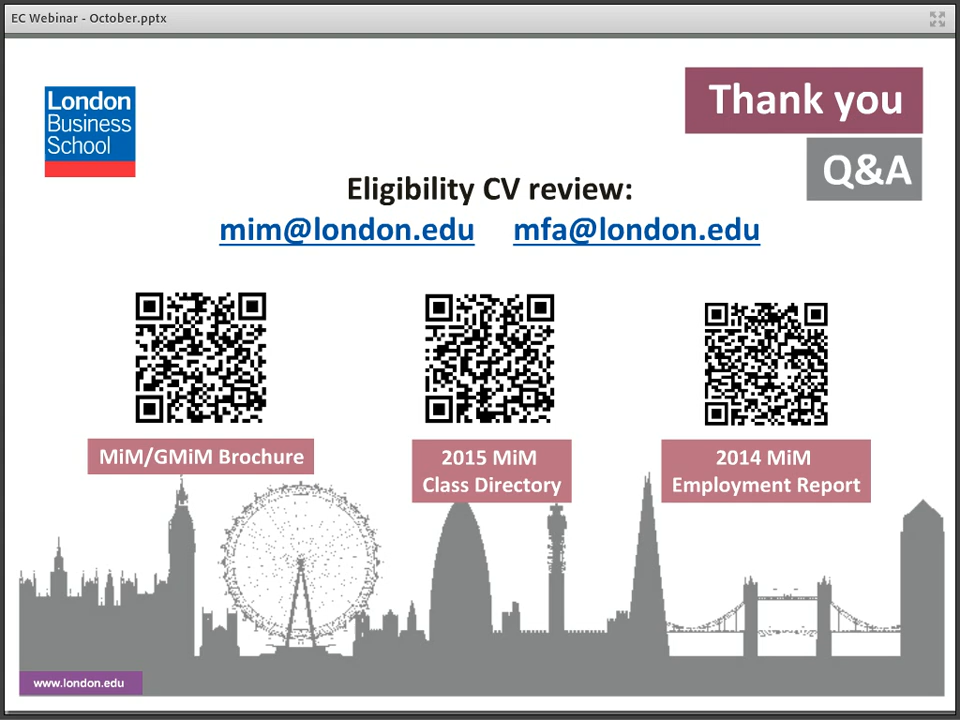 EC Webinar - October.pptx
London
Business
School
Thank you
Q&A
Eligibility CV review:
mim@london.edu mfa@london.edu
MiM/GMiM Brochure
2015 MiM
Class Directory
2014 MiM
Employment Report
www.london.edu